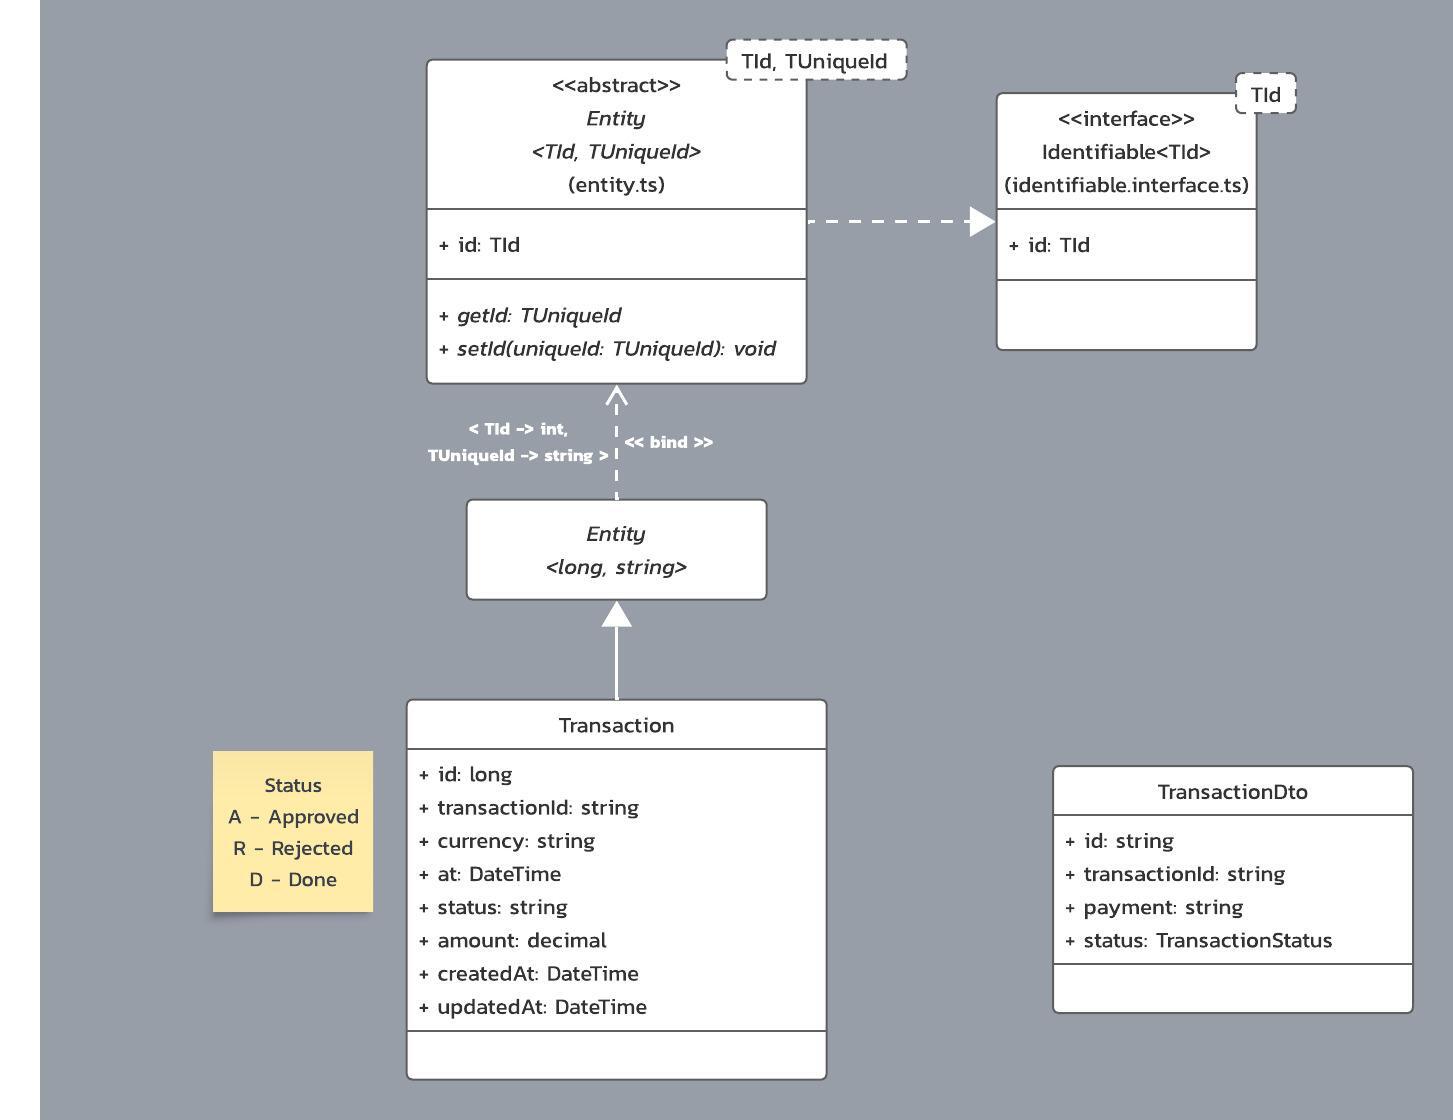 TId, TUniqueId
<<abstract>>
Entity
<TId, TUniqueId>
(entity.ts)
+ id: TId
+ getId: TUniqueId
+ setId(uniqueId: TUniqueId): void
TId
<<interface>>
Identifiable<TId>
(identifiable.interface.ts)
+ id: TId
< TId -> int,
TUniqueId -> string >
<< bind >>
Entity
<long, string>
Status
A - Approved
R - Rejected
D - Done
Transaction
+ id: long
+ transactionId: string
+ currency: string
+ at: DateTime
+ status: string
+ amount: decimal
+ createdAt: DateTime
+ updatedAt: DateTime
TransactionDto
+ id: string
+ transactionId: string
+ payment: string
+ status: TransactionStatus